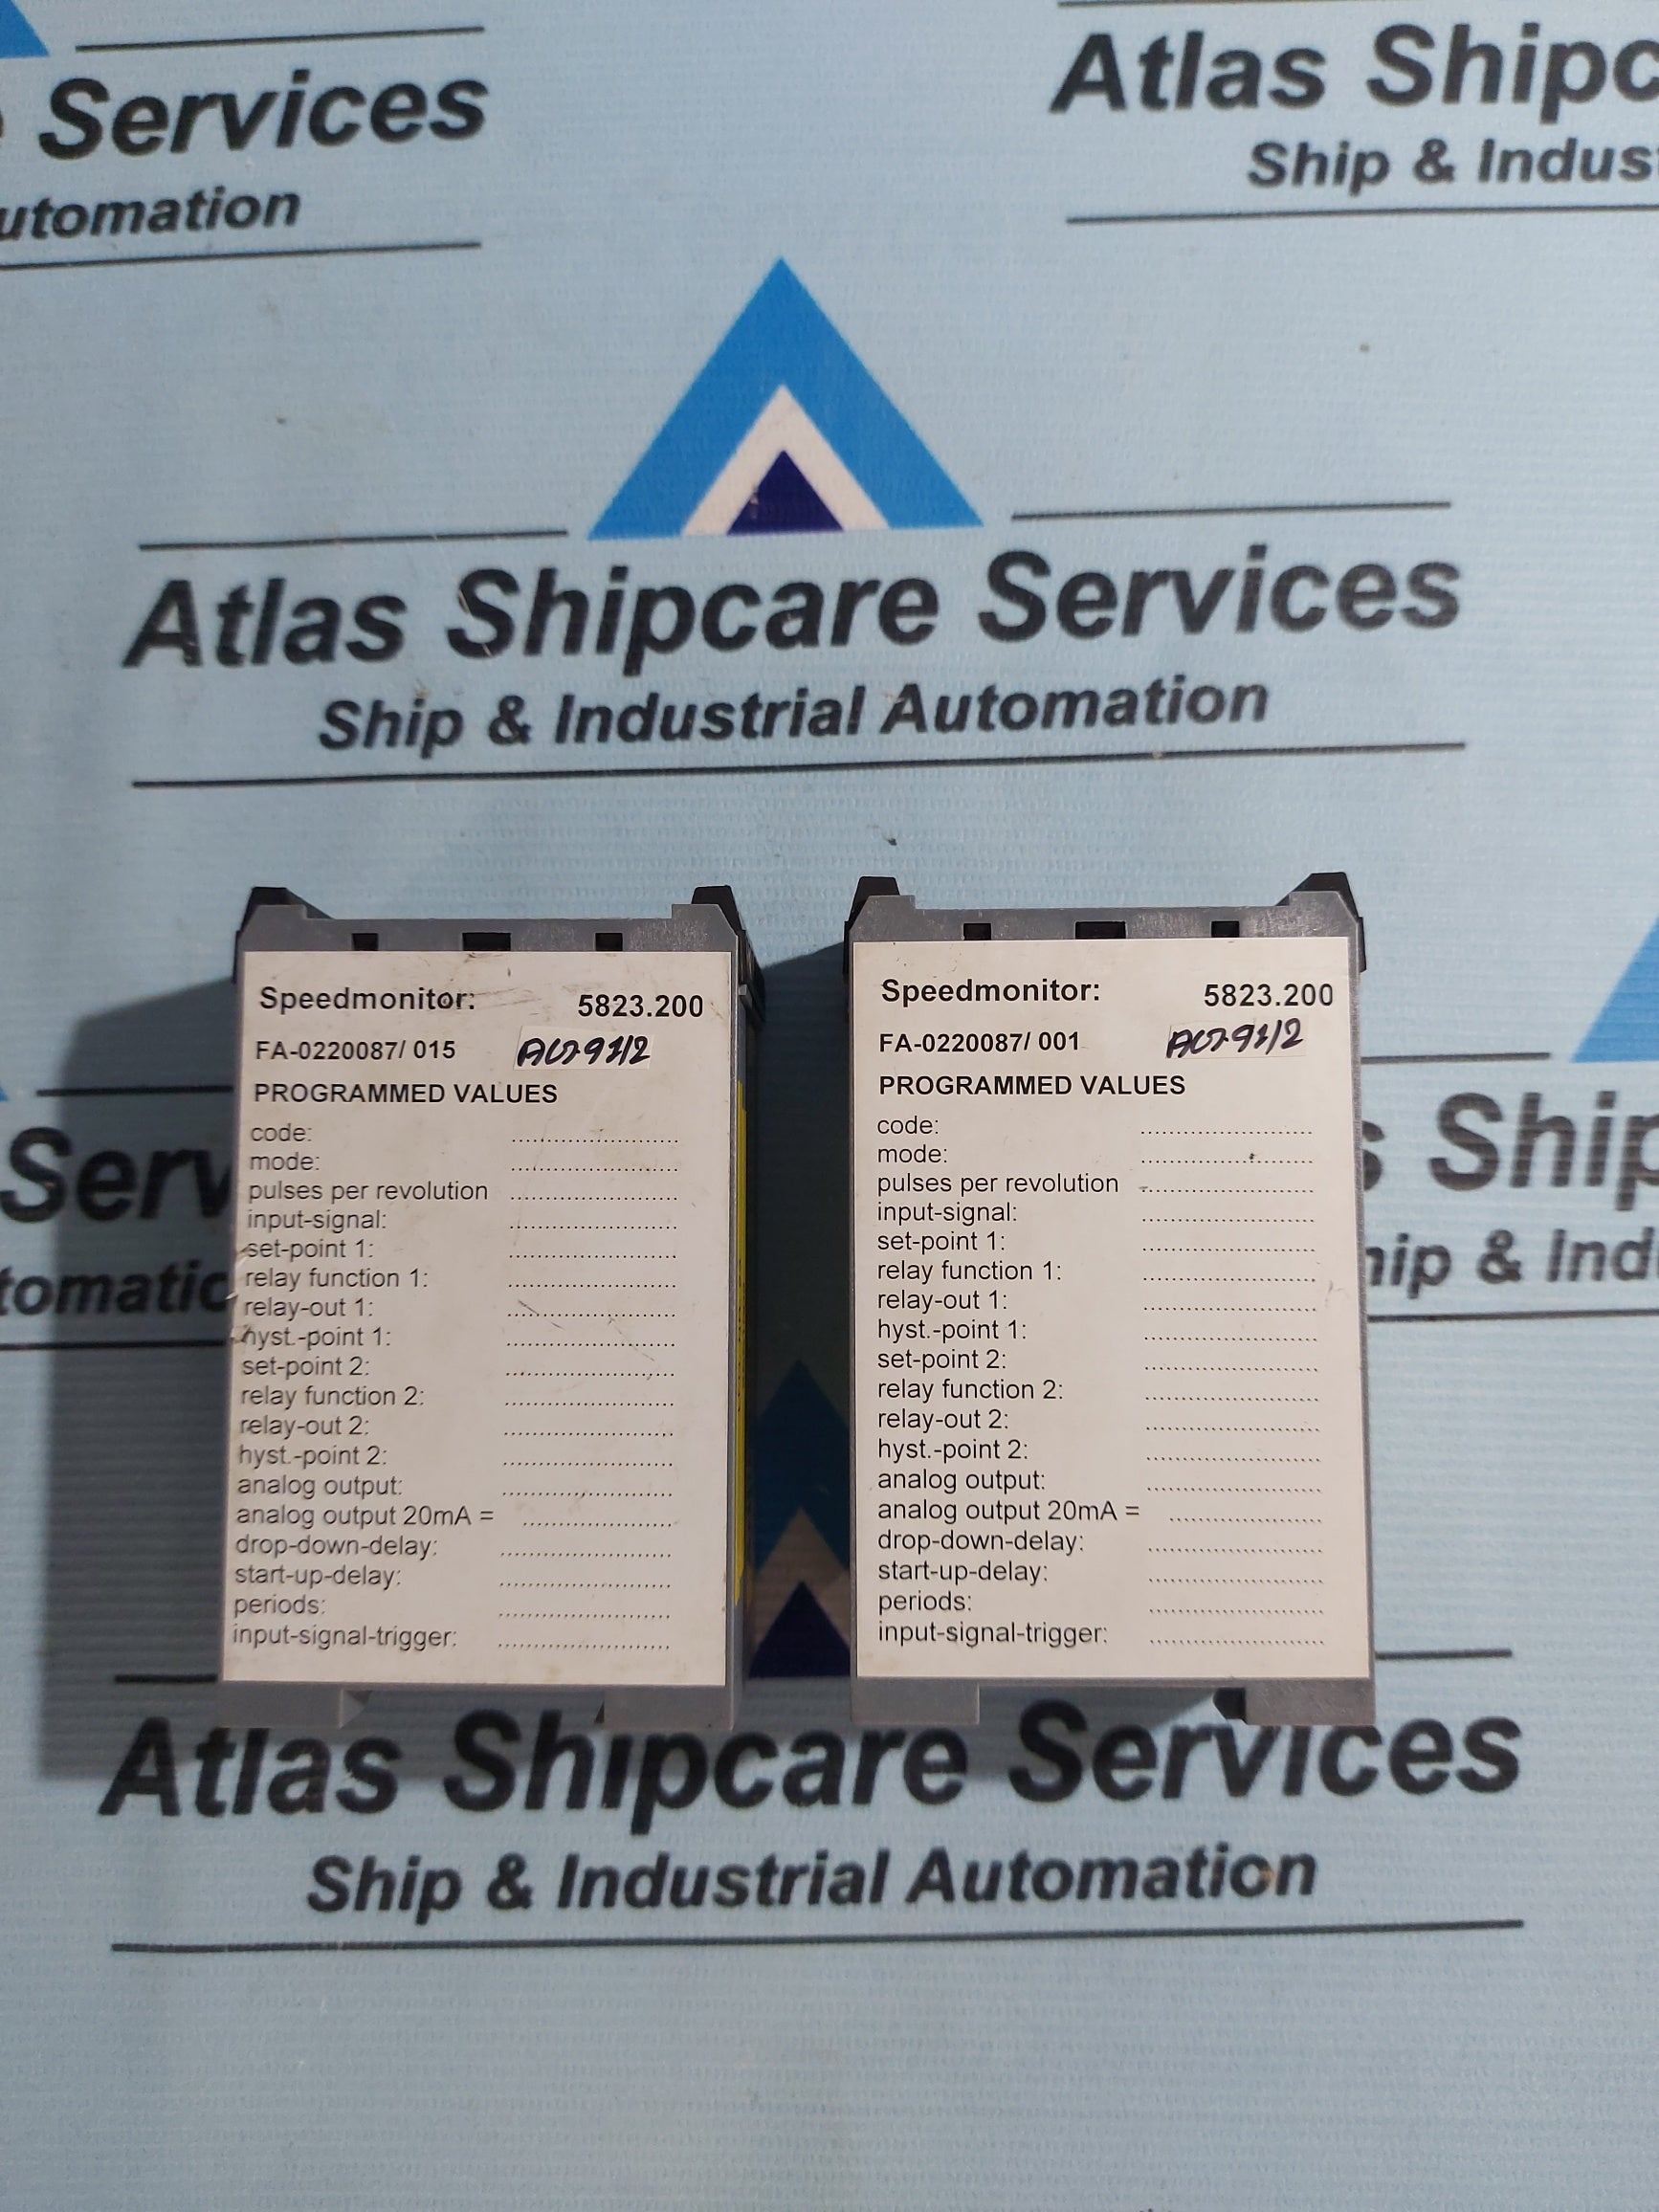 Services
utomation
Atlas Shipc
Ship & Indus
Atlas Shipcare Services
Ship & Industrial Automation
Serv
tomatic
s Ship
hip & Ind
Speedmonitor: 5823.200
FA-0220087/ 015
PROGRAMMED VALUES
code: ........................
mode: ........................
pulses per revolution ........................
input-signal: ........................
set-point 1: ........................
relay function 1: ........................
relay-out 1: ........................
hyst.-point 1: ........................
set-point 2: ........................
relay function 2: ........................
relay-out 2: ........................
hyst.-point 2: ........................
analog output: ........................
analog output 20mA = .....................
drop-down-delay: ........................
start-up-delay: ........................
periods: ........................
input-signal-trigger: ........................
Speedmonitor: 5823.200
FA-0220087/ 001
PROGRAMMED VALUES
code: ........................
mode: ........................
pulses per revolution ........................
input-signal: ........................
set-point 1: ........................
relay function 1: ........................
relay-out 1: ........................
hyst.-point 1: ........................
set-point 2: ........................
relay function 2: ........................
relay-out 2: ........................
hyst.-point 2: ........................
analog output: ........................
analog output 20mA = .....................
drop-down-delay: ........................
start-up-delay: ........................
periods: ........................
input-signal-trigger: ........................
Atlas Shipcare Services
Ship & Industrial Automation